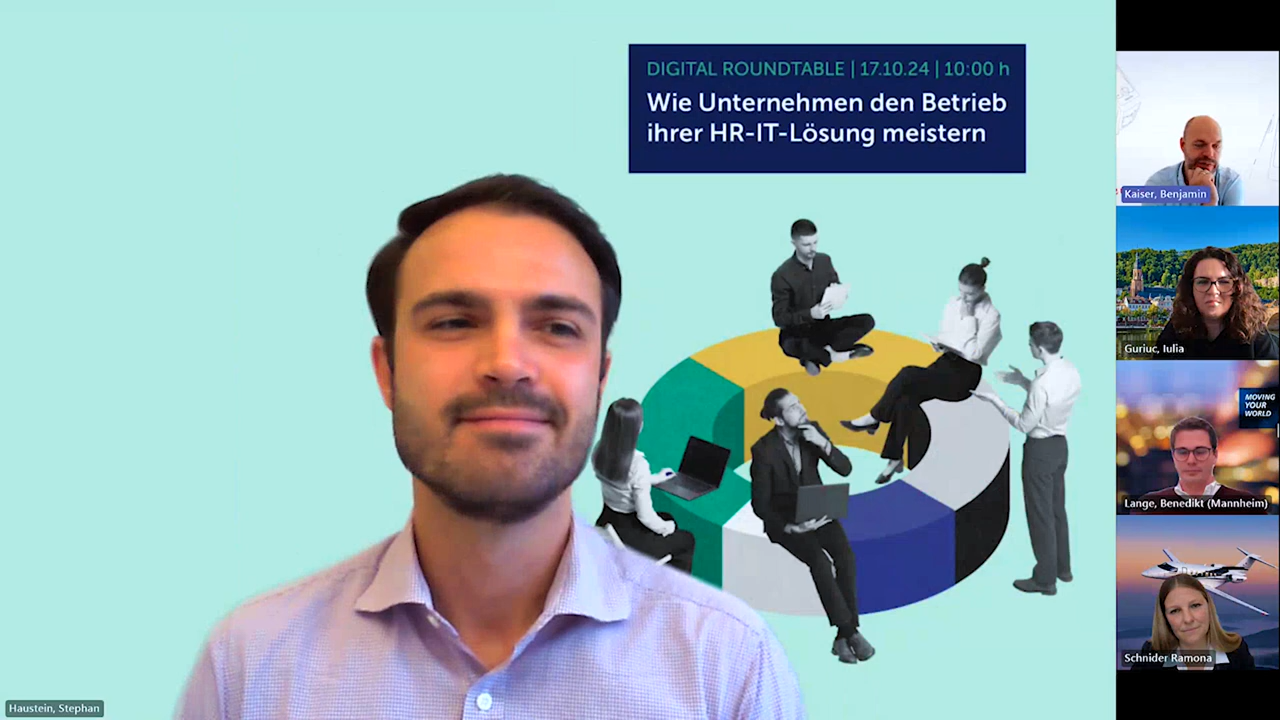 DIGITAL ROUNDTABLE | 17.10.24 | 10:00 h
Wie Unternehmen den Betrieb
ihrer HR-IT-Lösung meistern
Kaiser, Benjamin
Guriuc, Iulia
MOVING
YOUR
WORLD
Lange, Benedikt (Mannheim)
Schnider Ramona
Haustein, Stephan